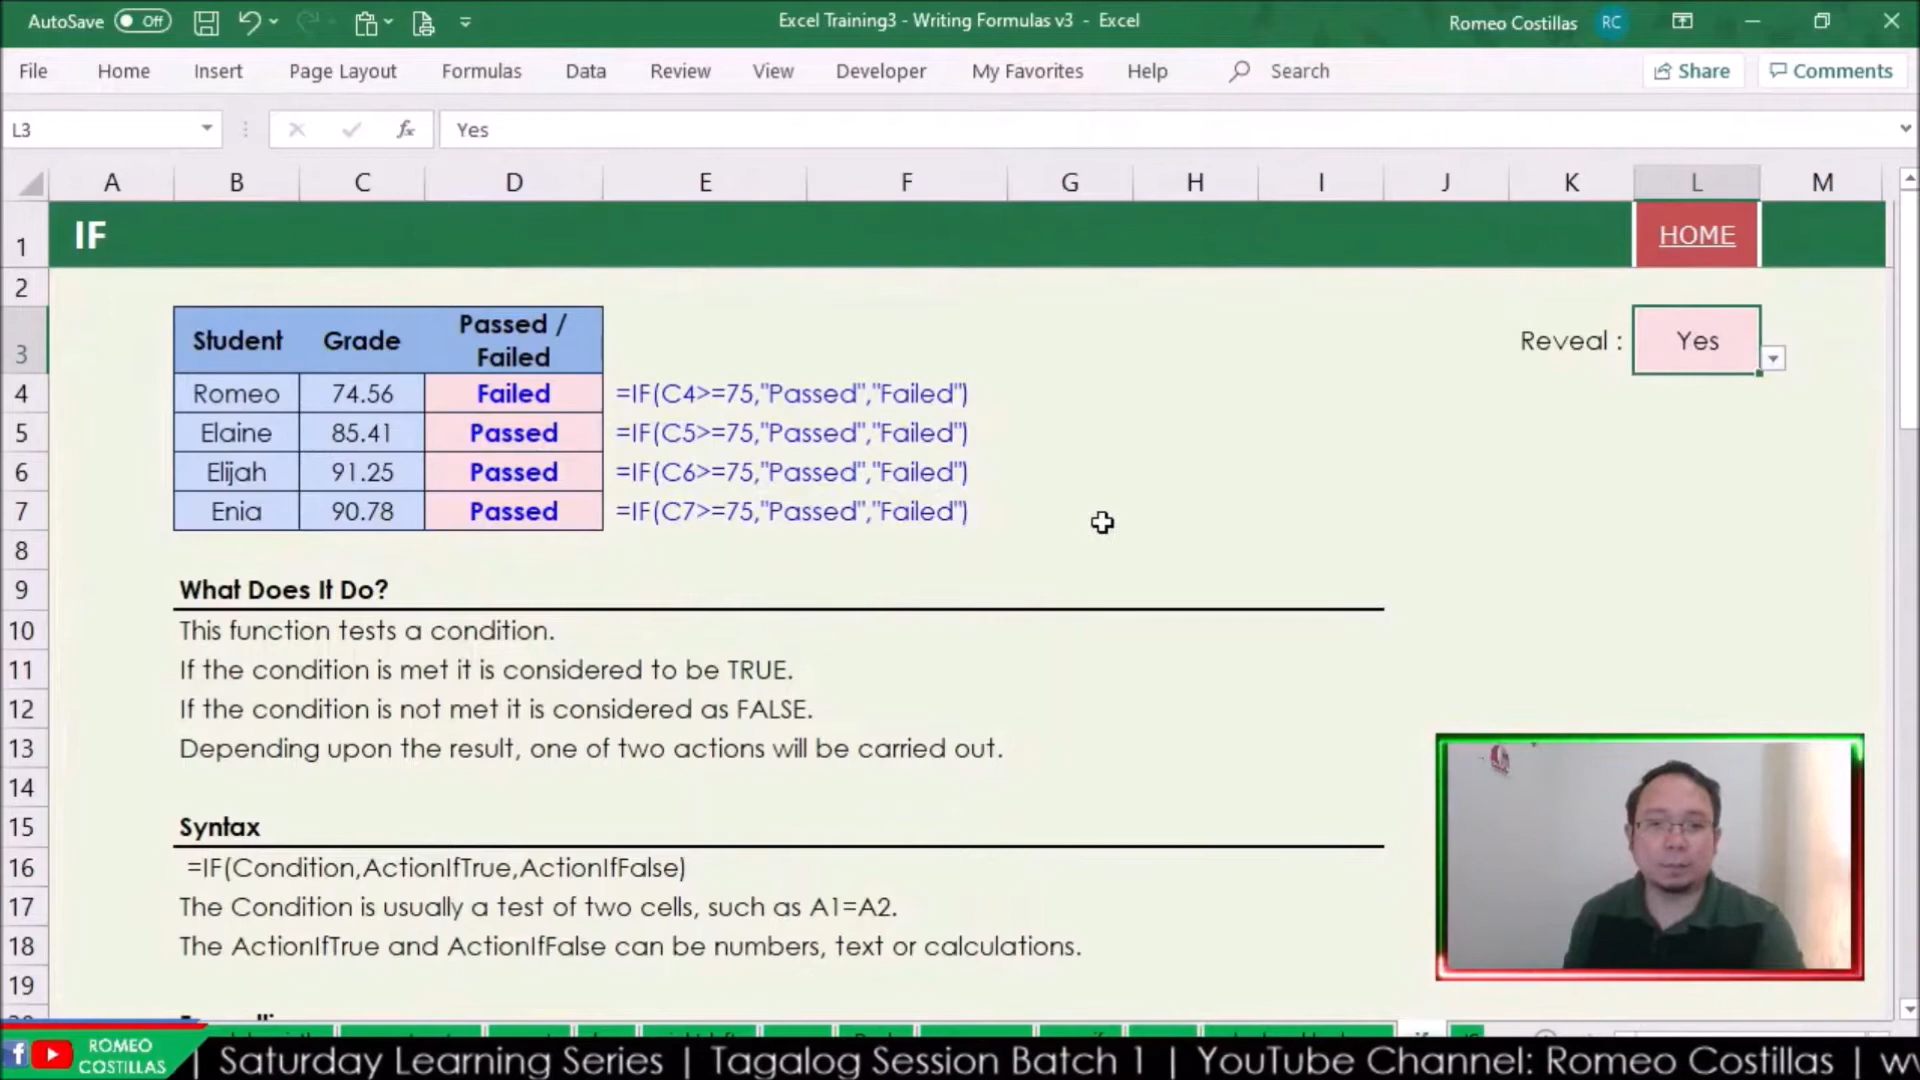 AutoSave Off
Excel Training3 - Writing Formulas v3 - Excel
Romeo Costillas RC
File Home Insert Page Layout Formulas Data Review View Developer My Favorites Help Search Share Comments
L3 fx Yes
A B C D E F G H I J K L M
1 IF HOME
2
3 Student Grade Passed / Failed Reveal : Yes
4 Romeo 74.56 Failed =IF(C4>=75,"Passed","Failed")
5 Elaine 85.41 Passed =IF(C5>=75,"Passed","Failed")
6 Elijah 91.25 Passed =IF(C6>=75,"Passed","Failed")
7 Enia 90.78 Passed =IF(C7>=75,"Passed","Failed")
8
9 What Does It Do?
10 This function tests a condition.
11 If the condition is met it is considered to be TRUE.
12 If the condition is not met it is considered as FALSE.
13 Depending upon the result, one of two actions will be carried out.
14
15 Syntax
16 =IF(Condition,ActionIfTrue,ActionIfFalse)
17 The Condition is usually a test of two cells, such as A1=A2.
18 The ActionIfTrue and ActionIfFalse can be numbers, text or calculations.
19
ROMEO
COSTILLAS
| Saturday Learning Series | Tagalog Session Batch 1 | YouTube Channel: Romeo Costillas |